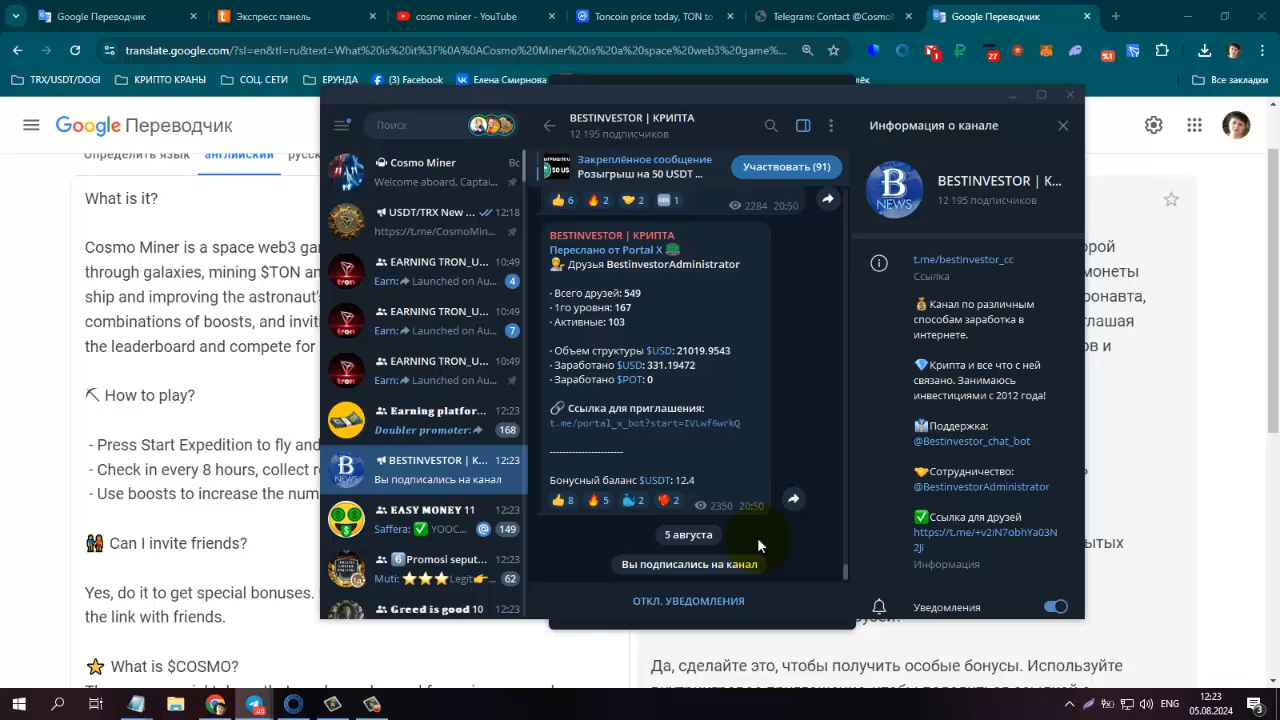 Google Переводчик
Экспресс панель
cosmo miner - YouTube
Toncoin price today, TON to
Telegram: Contact @Cosmo
Google Переводчик
translate.google.com/?sl=en&tl=ru&text=What%20is%20it%3F%0A%0ACosmo%20Miner%20is%20a%20space%20web3%20game%...
TRX/USDT/DOGI
КРИПТО КРАНЫ
СОЦ. СЕТИ
ЕРУНДА
(3) Facebook
Елена Смирнова
Все закладки
Google Переводчик
Определить язык
английский
What is it?
Cosmo Miner is a space web3
through galaxies, mining $TON
ship and improving the astronaut's
combinations of boosts, and
the leaderboard and compete for
⛏ How to play?
- Press Start Expedition to fly and
- Check in every 8 hours, collect
- Use boosts to increase the
Can I invite friends?
Yes, do it to get special bonuses.
the link with friends.
⭐ What is $COSMO?
Поиск
Cosmo Miner
Welcome aboard, Captai...
USDT/TRX New ... 12:18
https://t.me/CosmoMin...
EARNING TRON_U... 10:49
Earn: Launched on Au... 4
EARNING TRON_U... 10:49
Earn: Launched on Au... 7
EARNING TRON_U... 10:49
Earn: Launched on Au...
Earning platfor... 12:23
Doubler promoter: 168
BESTINVESTOR | К... 12:23
Вы подписались на канал
EASY MONEY 11 12:23
Saffera: ✅ YOOC... @ 149
6 Promosi seput... 12:23
Muti: ⭐⭐⭐Legit👉... 62
Greed is good 10 12:23
BESTINVESTOR | КРИПТА
12 195 подписчиков
Закреплённое сообщение
Розыгрыш на 50 USDT ...
Участвовать (91)
👍 6 🔥 2 🤝 2 1 2284 20:50
BESTINVESTOR | КРИПТА
Переслано от Portal X
Друзья BestinvestorAdministrator
· Всего друзей: 549
· 1го уровня: 167
· Активные: 103
· Объем структуры $USD: 21019.9543
· Заработано $USD: 331.19472
· Заработано $POT: 0
🔗 Ссылка для приглашения:
t.me/portal_x_bot?start=IVLwf6wrkQ
----------------------
Бонусный баланс $USDT: 12.4
👍 8 🔥 5 🐳 2 ❤️‍🔥 2 2350 20:50
5 августа
Вы подписались на канал
ОТКЛ. УВЕДОМЛЕНИЯ
Информация о канале
BESTINVESTOR | К...
12 195 подписчиков
B
NEWS
t.me/bestinvestor_cc
Ссылка
💰Канал по различным
способам заработка в
интернете.
💎Крипта и все что с ней
связано. Занимаюсь
инвестициями с 2012 года!
Поддержка:
@Bestinvestor_chat_bot
🤝Сотрудничество:
@BestinvestorAdministrator
✅Ссылка для друзей
https://t.me/+v2iN7obhYa03N
2Ji
Информация
Уведомления
Да, сделайте это, чтобы получить особые бонусы. Используйте
ENG
12:23
05.08.2024